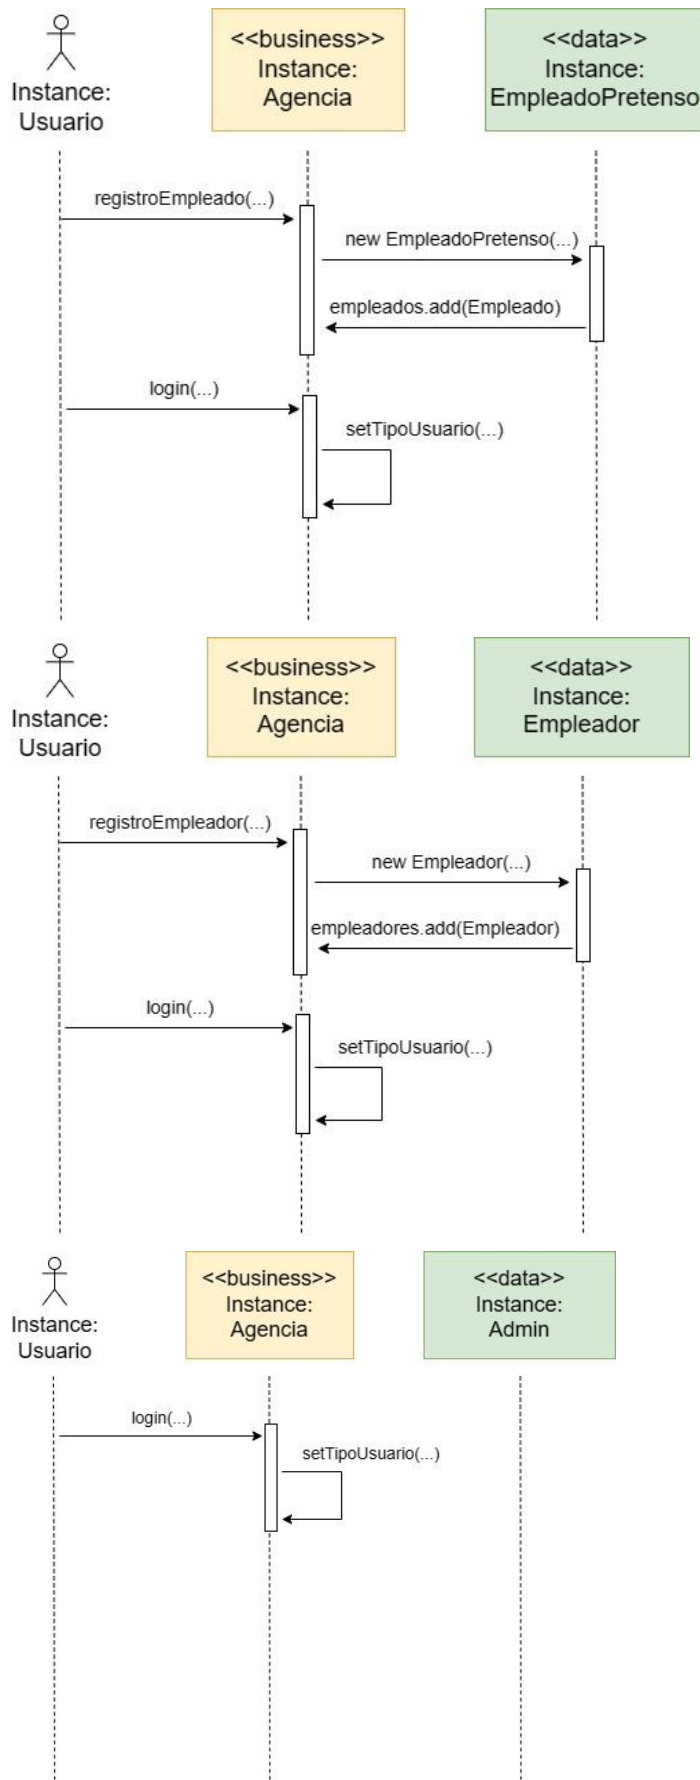 Instance:
Usuario
<<business>>
Instance:
Agencia
<<data>>
Instance:
EmpleadoPretenso
registroEmpleado(...)
new EmpleadoPretenso(...)
empleados.add(Empleado)
login(...)
setTipoUsuario(...)
Instance:
Usuario
<<business>>
Instance:
Agencia
<<data>>
Instance:
Empleador
registroEmpleador(...)
new Empleador(...)
empleadores.add(Empleador)
login(...)
setTipoUsuario(...)
Instance:
Usuario
<<business>>
Instance:
Agencia
<<data>>
Instance:
Admin
login(...)
setTipoUsuario(...)